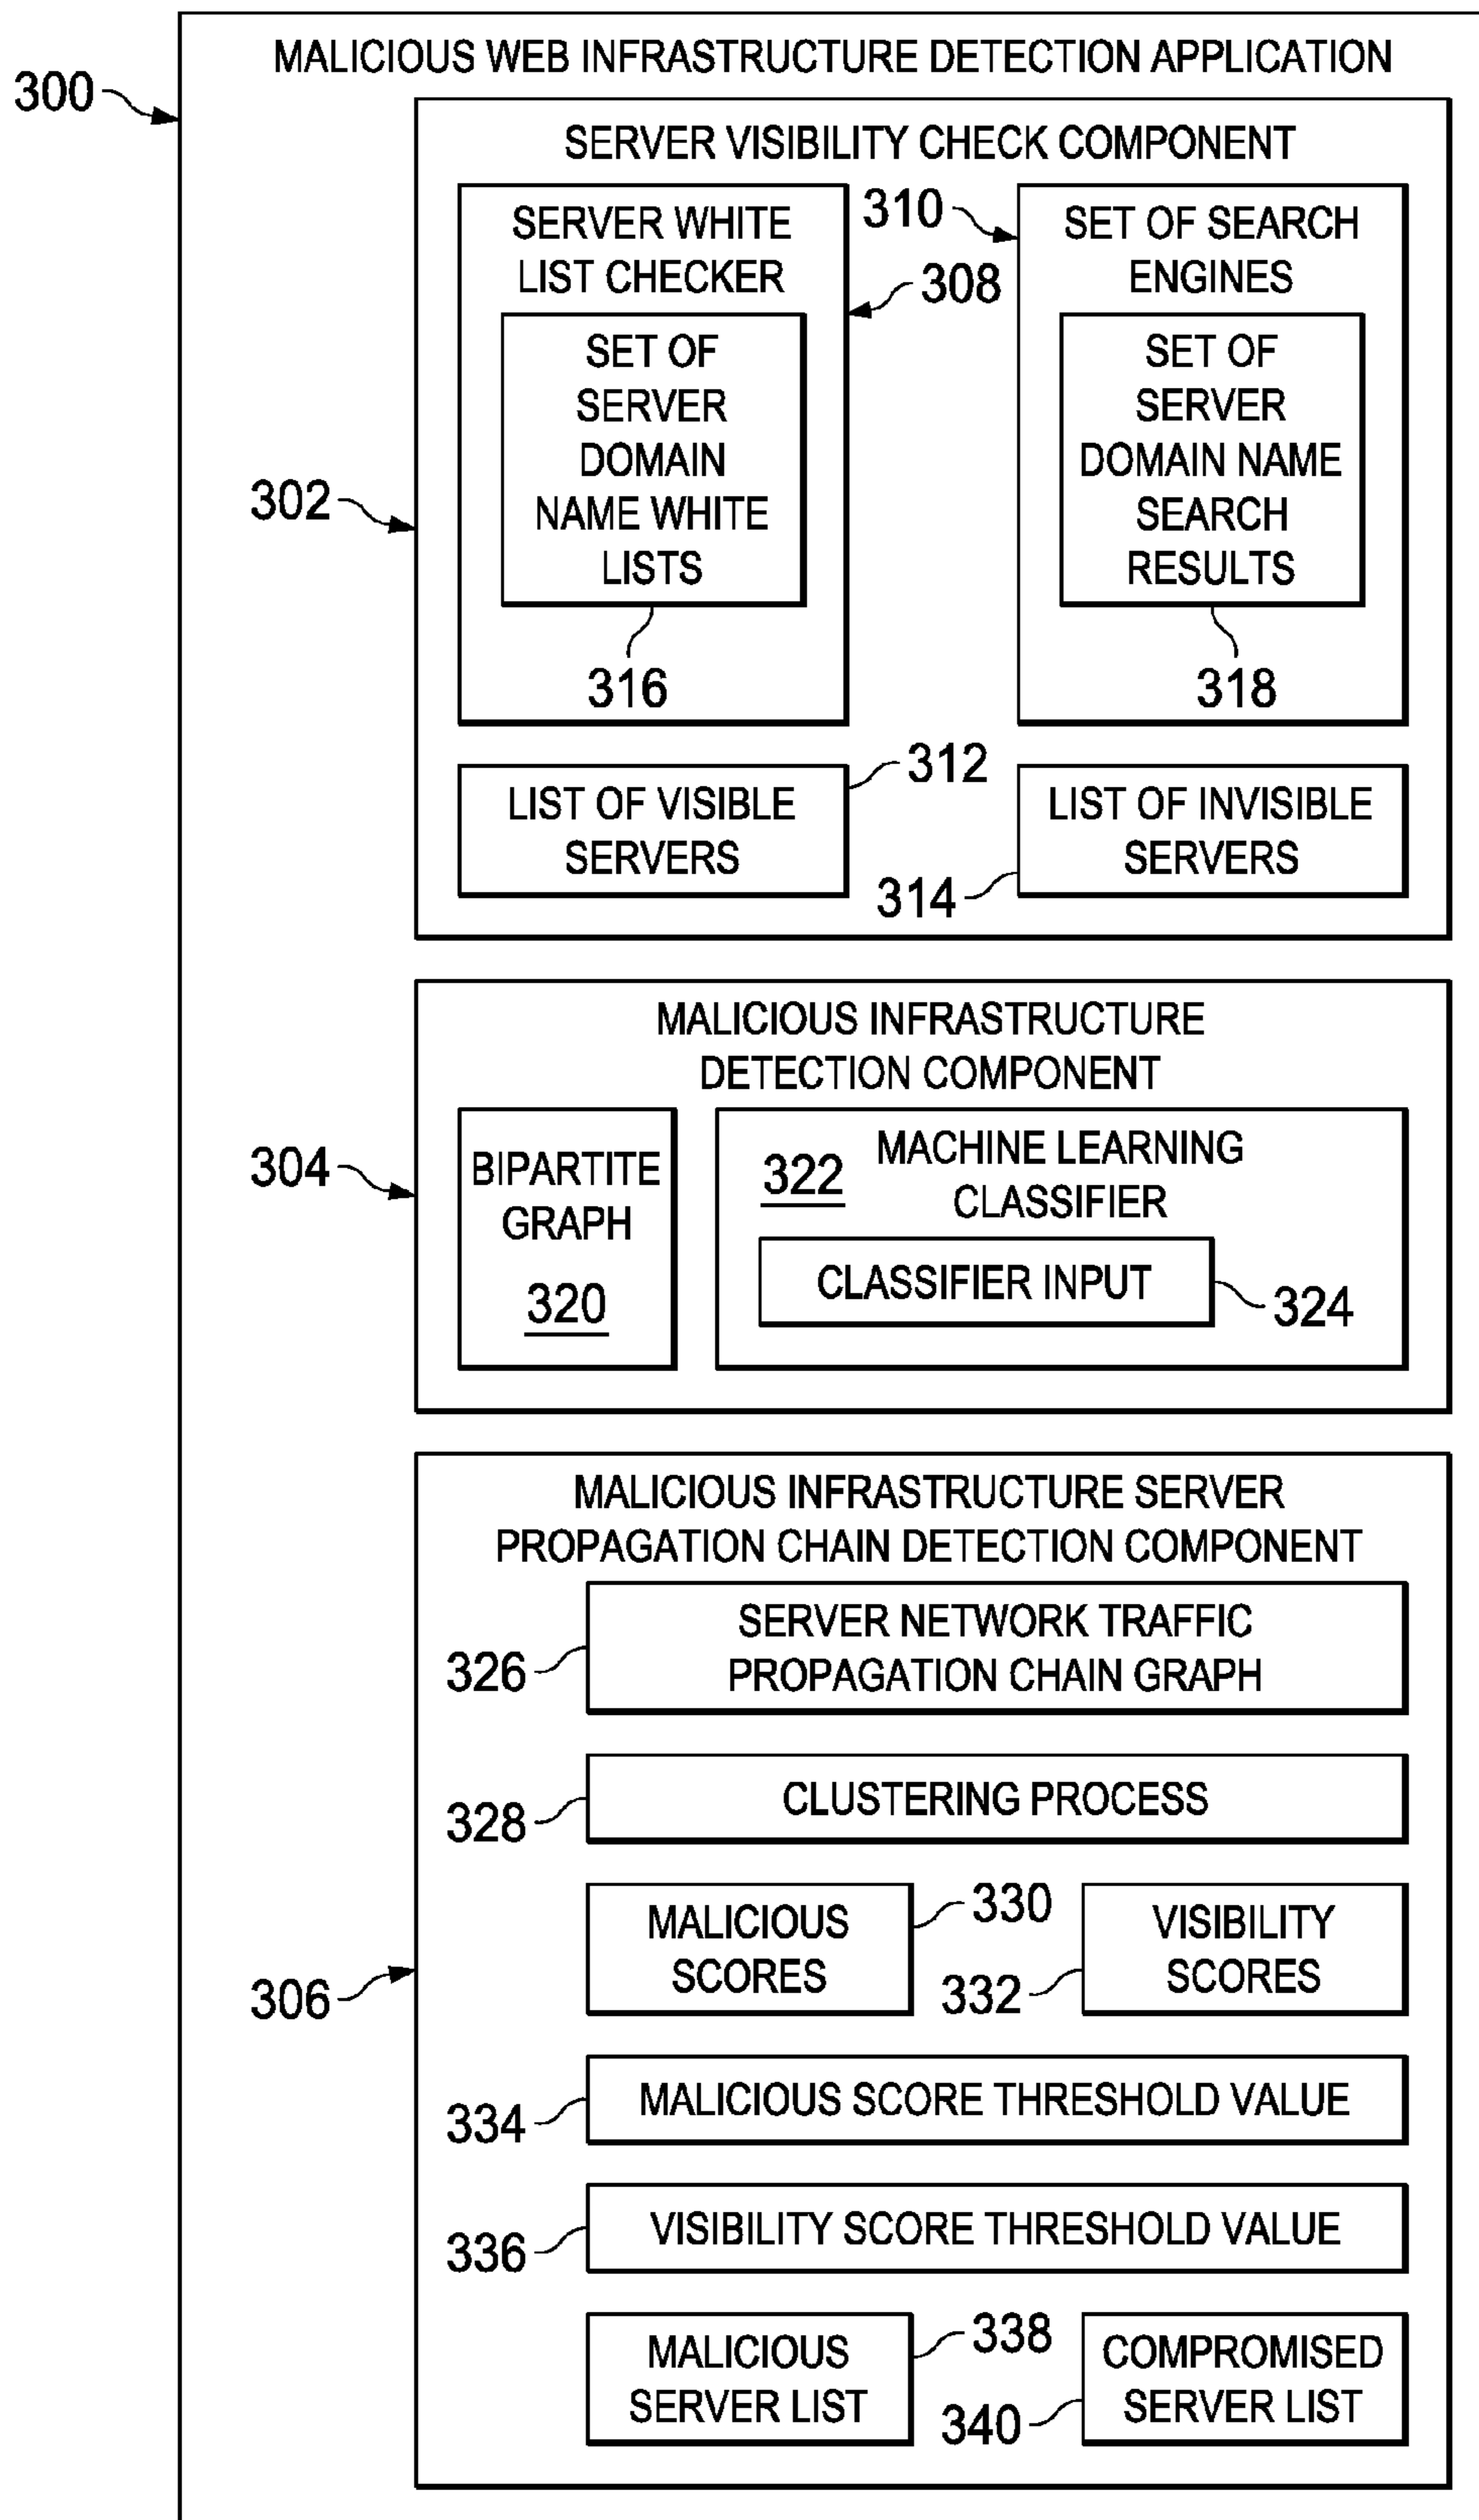 MALICIOUS WEB INFRASTRUCTURE DETECTION APPLICATION
300
SERVER VISIBILITY CHECK COMPONENT
302
SERVER WHITE
LIST CHECKER
308
SET OF
SERVER
DOMAIN
NAME WHITE
LISTS
316
310
SET OF SEARCH
ENGINES
SET OF
SERVER
DOMAIN NAME
SEARCH
RESULTS
318
LIST OF VISIBLE
SERVERS
312
LIST OF INVISIBLE
SERVERS
314
MALICIOUS INFRASTRUCTURE
DETECTION COMPONENT
304
BIPARTITE
GRAPH
320
322
MACHINE LEARNING
CLASSIFIER
CLASSIFIER INPUT
324
MALICIOUS INFRASTRUCTURE SERVER
PROPAGATION CHAIN DETECTION COMPONENT
306
SERVER NETWORK TRAFFIC
PROPAGATION CHAIN GRAPH
326
CLUSTERING PROCESS
328
MALICIOUS
SCORES
330
VISIBILITY
SCORES
332
MALICIOUS SCORE THRESHOLD VALUE
334
VISIBILITY SCORE THRESHOLD VALUE
336
MALICIOUS
SERVER LIST
338
COMPROMISED
SERVER LIST
340